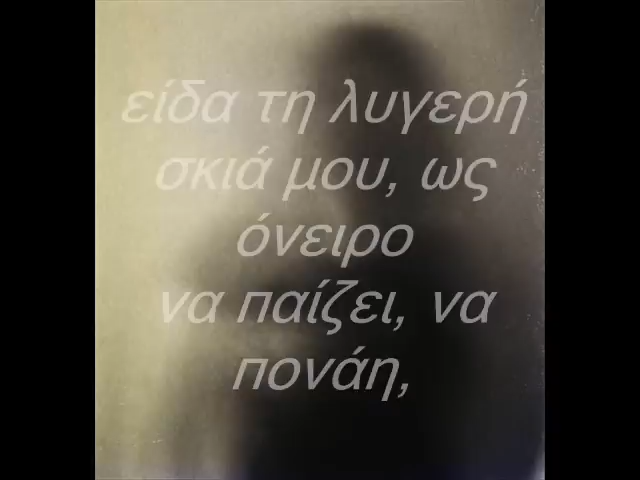 είδα τη λυγερή
σκιά μου, ως
όνειρο
να παίζει, να
πονάη,